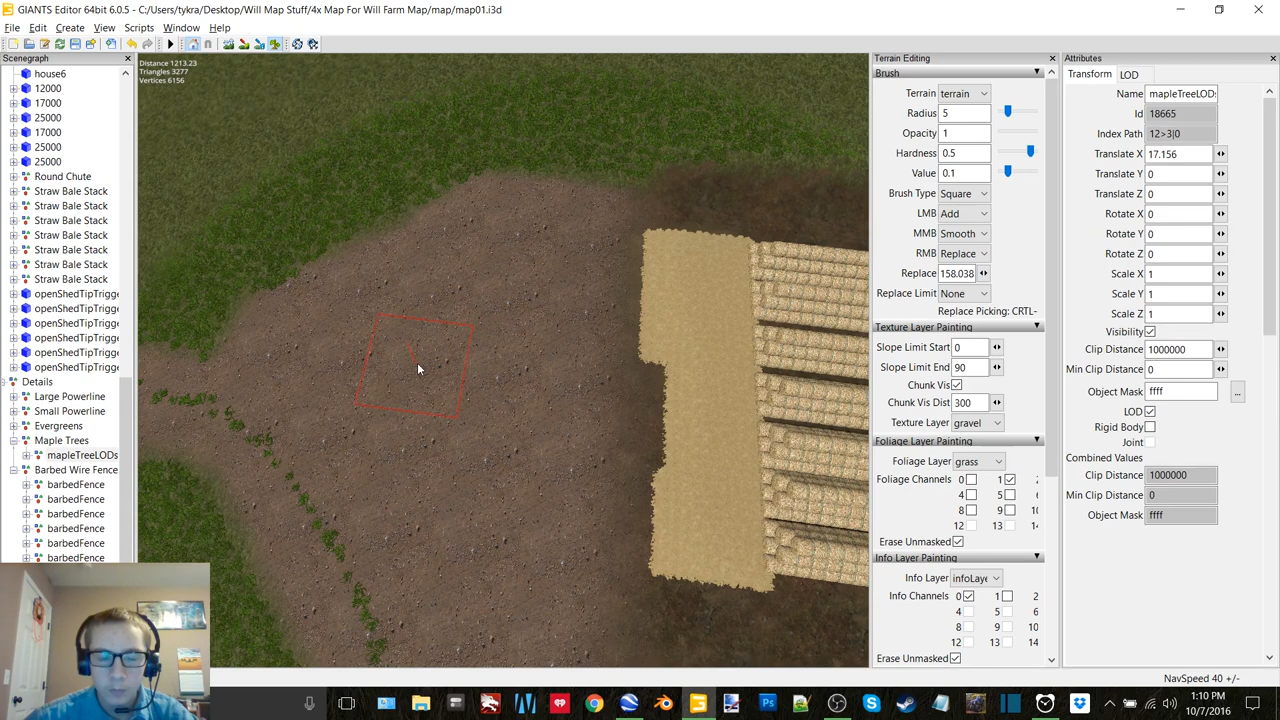 GIANTS Editor 64bit 6.0.5 - C:/Users/tykra/Desktop/Will Map Stuff/4x Map For Will Farm Map/map/map01.i3d
File Edit Create View Scripts Window Help
Scenegraph
house6
12000
17000
25000
17000
25000
25000
Round Chute
Straw Bale Stack
Straw Bale Stack
Straw Bale Stack
Straw Bale Stack
Straw Bale Stack
Straw Bale Stack
Straw Bale Stack
openShedTipTrigge
openShedTipTrigge
openShedTipTrigge
openShedTipTrigge
openShedTipTrigge
openShedTipTrigge
Details
Large Powerline
Small Powerline
Evergreens
Maple Trees
mapleTreeLODs
Barbed Wire Fence
barbedFence
barbedFence
barbedFence
barbedFence
barbedFence
barbedFence
Distance 1213.23
Triangles 3277
Vertices 6156
Terrain Editing
Brush
Terrain terrain
Radius 5
Opacity 1
Hardness 0.5
Value 0.1
Brush Type Square
LMB Add
MMB Smooth
RMB Replace
Replace 158.038
Replace Limit None
Replace Picking: CRTL-
Texture Layer Painting
Slope Limit Start 0
Slope Limit End 90
Chunk Vis
Chunk Vis Dist 300
Texture Layer gravel
Foliage Layer Painting
Foliage Layer grass
Foliage Channels 0 1 2
4 5 6
8 9 10
12 13 14
Erase Unmasked
Info Layer Painting
Info Layer infoLaye
Info Channels 0 1 2
4 5 6
8 9 10
12 13 14
Erase Unmasked
Attributes
Transform LOD
Name mapleTreeLODs
Id 18665
Index Path 12>3|0
Translate X 17.156
Translate Y 0
Translate Z 0
Rotate X 0
Rotate Y 0
Rotate Z 0
Scale X 1
Scale Y 1
Scale Z 1
Visibility
Clip Distance 1000000
Min Clip Distance 0
Object Mask ffff ...
LOD
Rigid Body
Joint
Combined Values
Clip Distance 1000000
Min Clip Distance 0
Object Mask ffff
NavSpeed 40 +/-
1:10 PM
10/7/2016